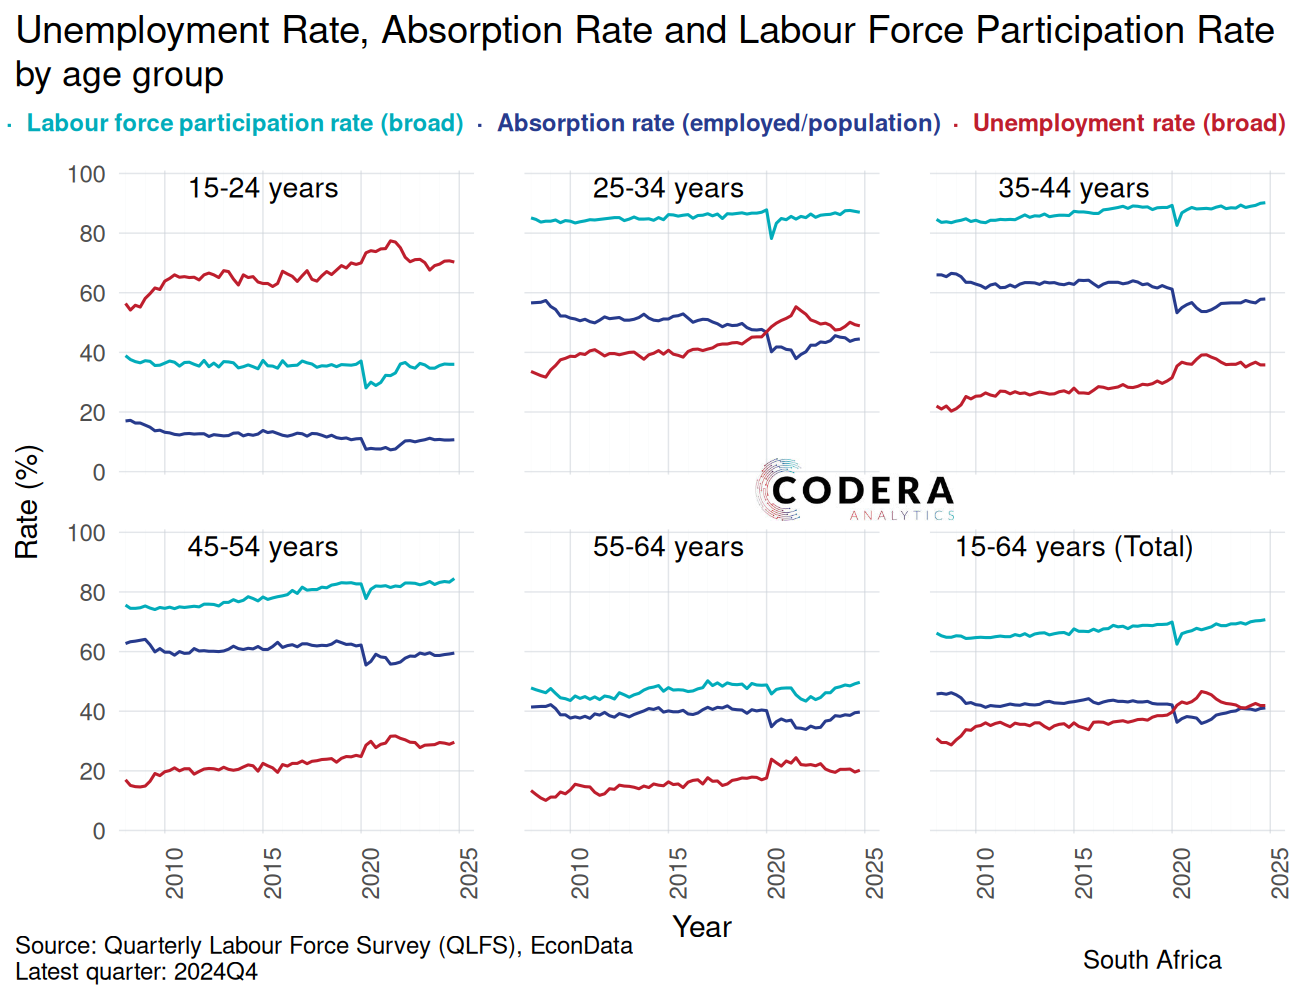 Unemployment Rate, Absorption Rate and Labour Force Participation Rate
by age group
Labour force participation rate (broad)
Absorption rate (employed/population)
Unemployment rate (broad)
15-24 years
25-34 years
35-44 years
100
80
60
40
20
0
CODERA
ANALYTICS
Rate (%)
45-54 years
55-64 years
15-64 years (Total)
100
80
60
40
20
0
2010
2015
2020
2025
2010
2015
2020
2025
2010
2015
2020
2025
Year
Source: Quarterly Labour Force Survey (QLFS), EconData
Latest quarter: 2024Q4
South Africa